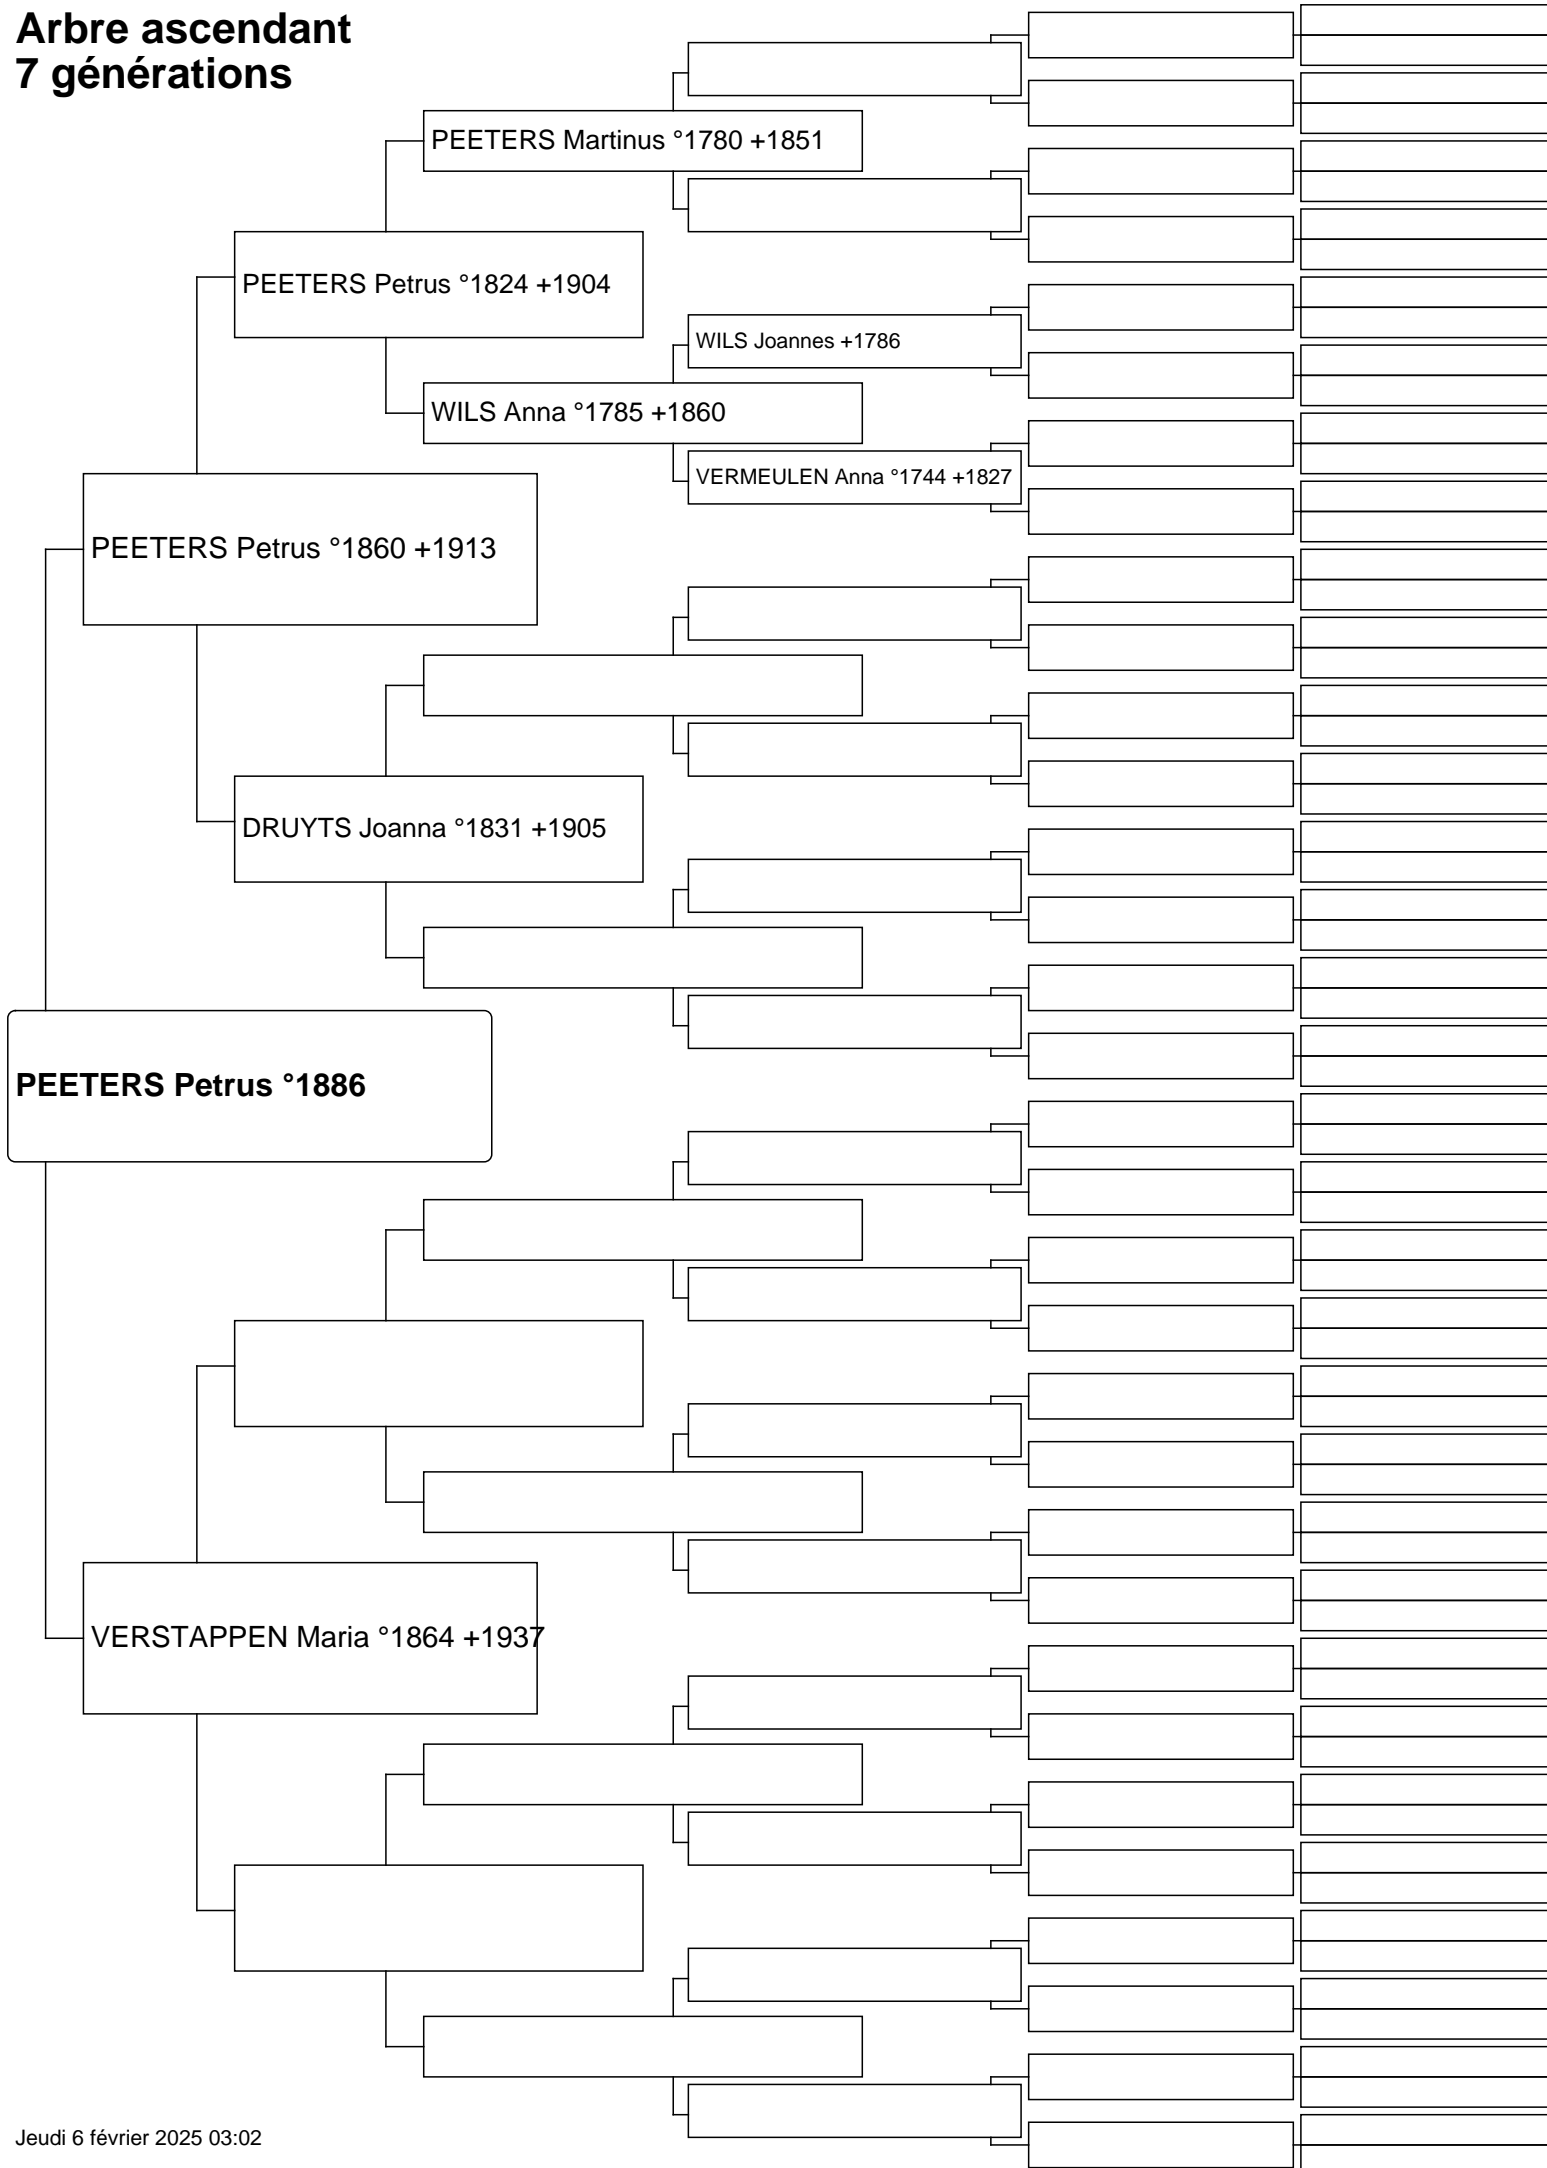 Arbre ascendant
7 générations
PEETERS Martinus °1780 +1851
PEETERS Petrus °1824 +1904
WILS Joannes +1786
WILS Anna °1785 +1860
VERMEULEN Anna °1744 +1827
PEETERS Petrus °1860 +1913
DRUYTS Joanna °1831 +1905
PEETERS Petrus °1886
VERSTAPPEN Maria °1864 +1937
Jeudi 6 février 2025 03:02